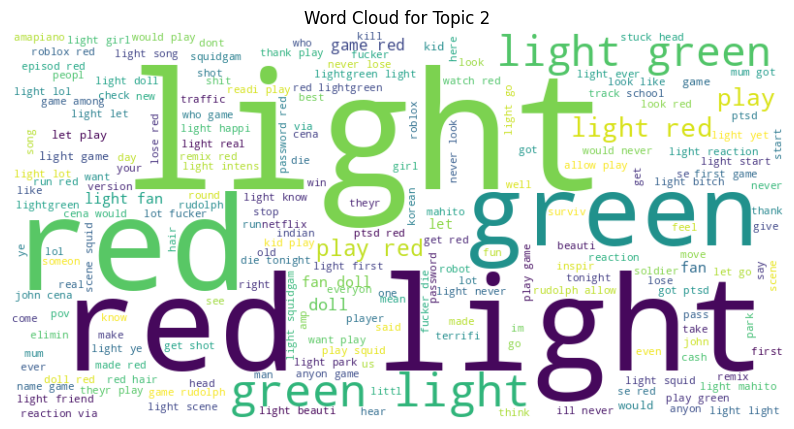 Word Cloud for Topic 2
amapiano
light girl
would play
dont
who
kill
game red
kid
here
look
light green
stuck head
roblox red
light song
squidgam
thank play
fucker
never lose
mum got
episod red
peopl
light doll
shot
shit
lightgreen light
watch red
light ever
look like
game
light lol
check
new
traffic
readi play
red lightgreen
best
light go
track
school
play
game among
light let
who game
via
roblox
look red
ptsd
song
let play
lose red
light happi
light real
password red
cena
never look
light red
light yet
light game
day
your
remix red
die
girl
got
would never
light reaction
start
light lot
want
version
light intens
light
allow play
light start
run red
like
light fan
rudolph
round
light know
win
theyr
korean
well
get
se
first game
light bitch
never
lightgreen
cena would
lot fucker
stop
indian
mahito
surviv
green
thank
ye
lol
hair
runnetflix
ptsd red
let
feel
give
someon
red
scene squid
kid play
play red
get red
fun
beauti
reaction
move
real
die tonight
old
light first
password
robot
play game
inspir
soldier
fan
let go
say
scene
john cena
right
fan doll
everyon
one
mean
fucker die
lot
light never
tonight
lose
got ptsd
rudolph allow
come
pov
see
light squidgam
amp
doll
red light
pass
park
elimin
know
make
player
said
made
im
take
john
first
mum
light ye
get shot
want play
us
terrifi
go
even
cash
ever
made red
play squid
doll red
red hair
head
man
light park
anyon game
light squid
remix
name game
theyr play
game rudolph
green light
littl
se red
play green
light mahito
light friend
light scene
light beauti
hear
think
ill never
would
anyon
light light
reaction via